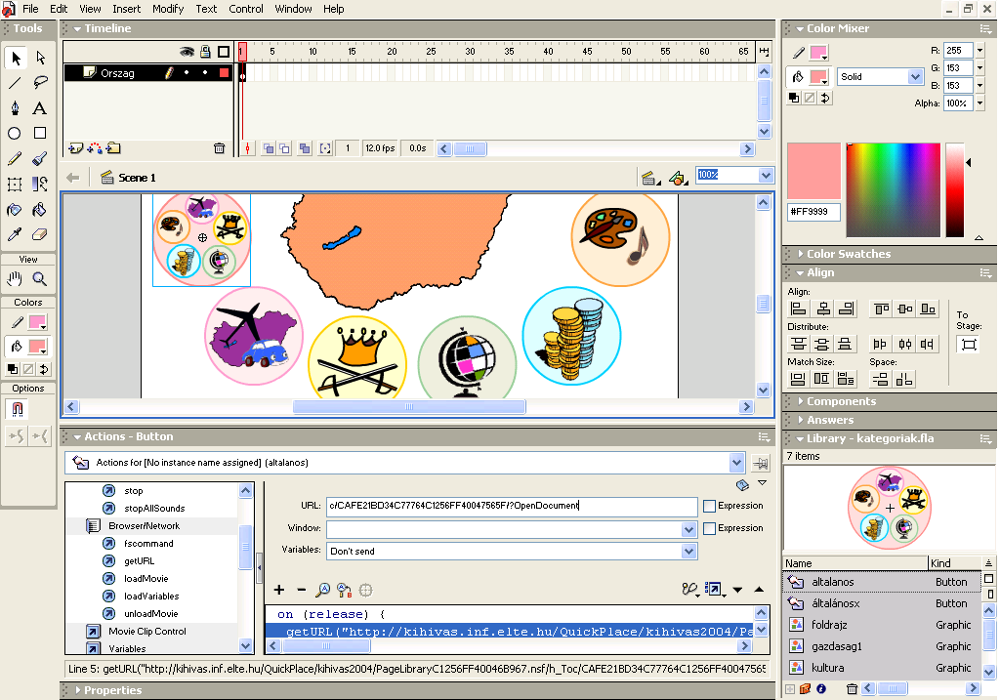 File Edit View Insert Modify Text Control Window Help
Tools
Timeline
1 5 10 15 20 25 30 35 40 45 50 55 60 65
Orszag
1 12.0 fps 0.0s
Scene 1
100%
View
Colors
Options
Color Mixer
R: 255
G: 153
Solid
B: 153
Alpha: 100%
#FF9999
Color Swatches
Align
Align:
Distribute:
To
Stage:
Match Size: Space:
Components
Answers
Library - kategoriak.fla
7 items
Name Kind
altalanos Button
általánosx Button
foldrajz Graphic
gazdasag1 Graphic
kultura Graphic
Actions - Button
Actions for [No instance name assigned] (altalanos)
stop
stopAllSounds
Browser/Network
fscommand
getURL
loadMovie
loadVariables
unloadMovie
Movie Clip Control
Variables
URL: c/CAFE21BD34C77764C1256FF40047565F/?OpenDocument Expression
Window: Expression
Variables: Don't send
on (release) {
getURL("http://kihivas.inf.elte.hu/QuickPlace/kihivas2004/Pa
Line 5: getURL("http://kihivas.inf.elte.hu/QuickPlace/kihivas2004/PageLibraryC1256FF40046B967.nsf/h_Toc/CAFE21BD34C77764C1256FF40047565
Properties